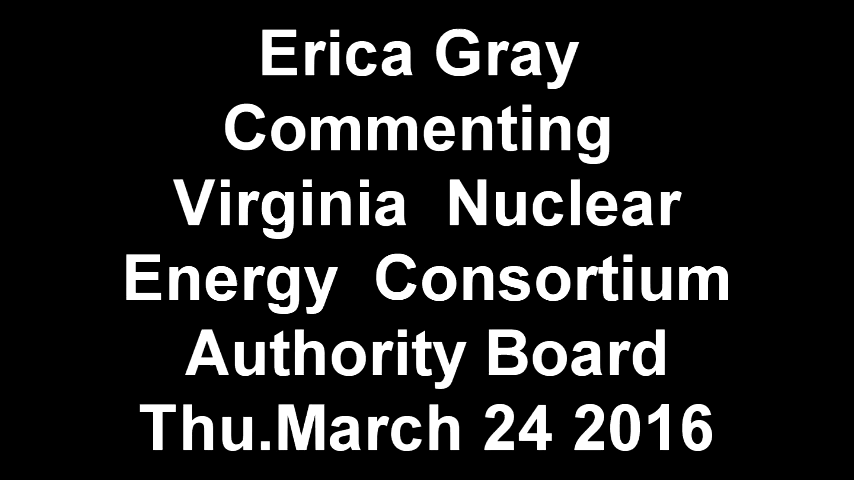 Erica Gray
Commenting
Virginia Nuclear
Energy Consortium
Authority Board
Thu.March 24 2016